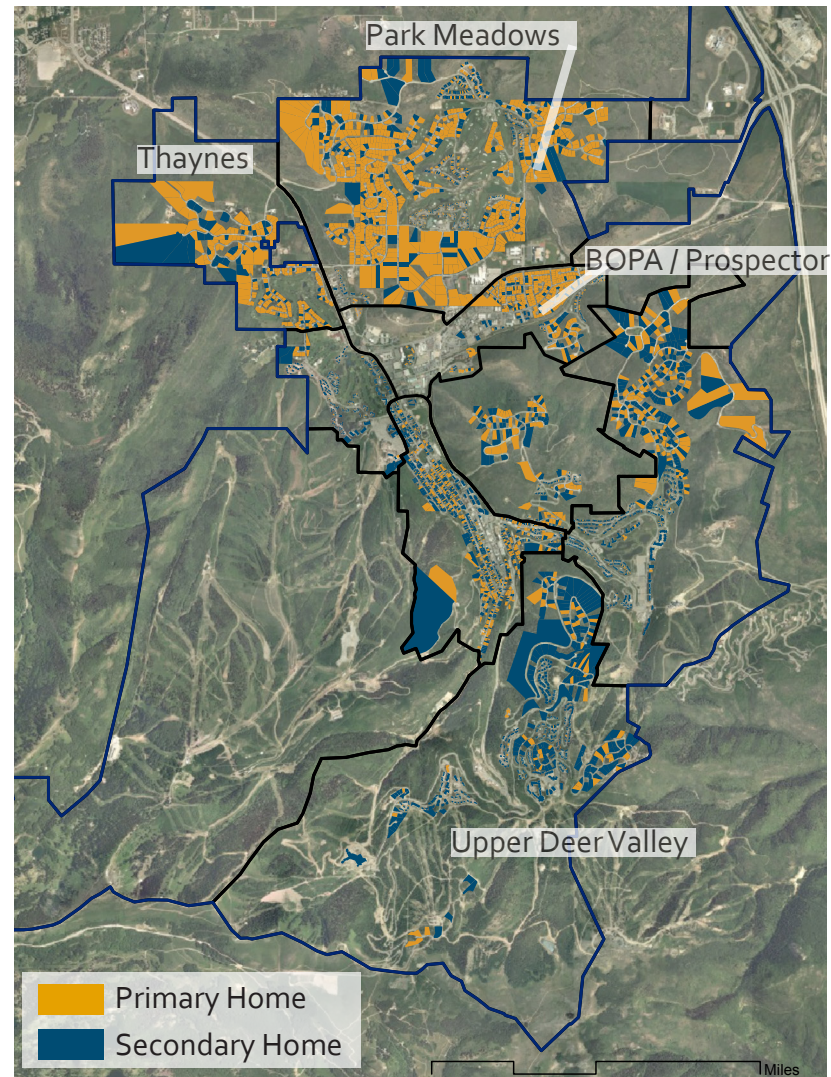 Park Meadows
Thaynes
BOPA / Prospector
Upper Deer Valley
Primary Home
Secondary Home
Miles